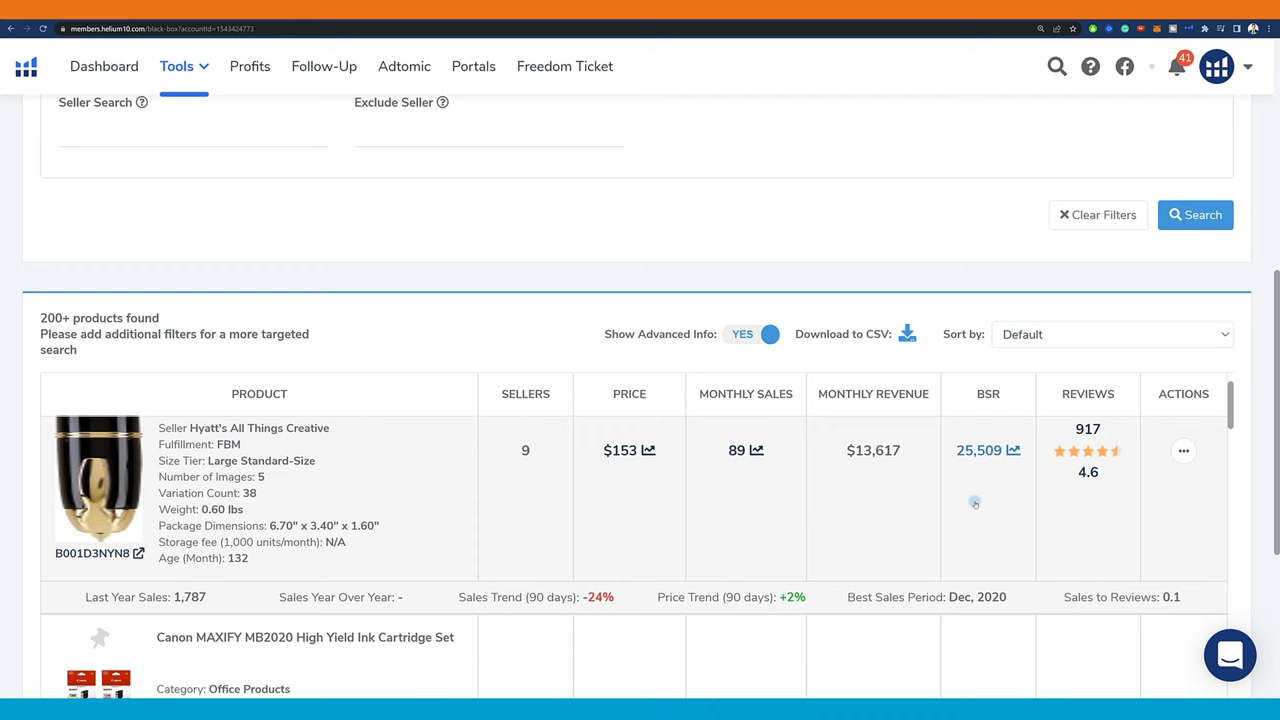 members.helium10.com/black-box?accountId=1543424773
Dashboard Tools Profits Follow-Up Adtomic Portals Freedom Ticket 41
Seller Search Exclude Seller
Clear Filters Search
200+ products found
Please add additional filters for a more targeted
search
Show Advanced Info: YES Download to CSV: Sort by: Default
PRODUCT SELLERS PRICE MONTHLY SALES MONTHLY REVENUE BSR REVIEWS ACTIONS
Seller Hyatt's All Things Creative
Fulfillment: FBM
Size Tier: Large Standard-Size
Number of Images: 5
Variation Count: 38
Weight: 0.60 lbs
Package Dimensions: 6.70" x 3.40" x 1.60"
Storage fee (1,000 units/month): N/A
Age (Month): 132
B001D3NYN8
9 $153 89 $13,617 25,509
917
4.6
Last Year Sales: 1,787 Sales Year Over Year: - Sales Trend (90 days): -24% Price Trend (90 days): +2% Best Sales Period: Dec, 2020 Sales to Reviews: 0.1
Canon MAXIFY MB2020 High Yield Ink Cartridge Set
Category: Office Products